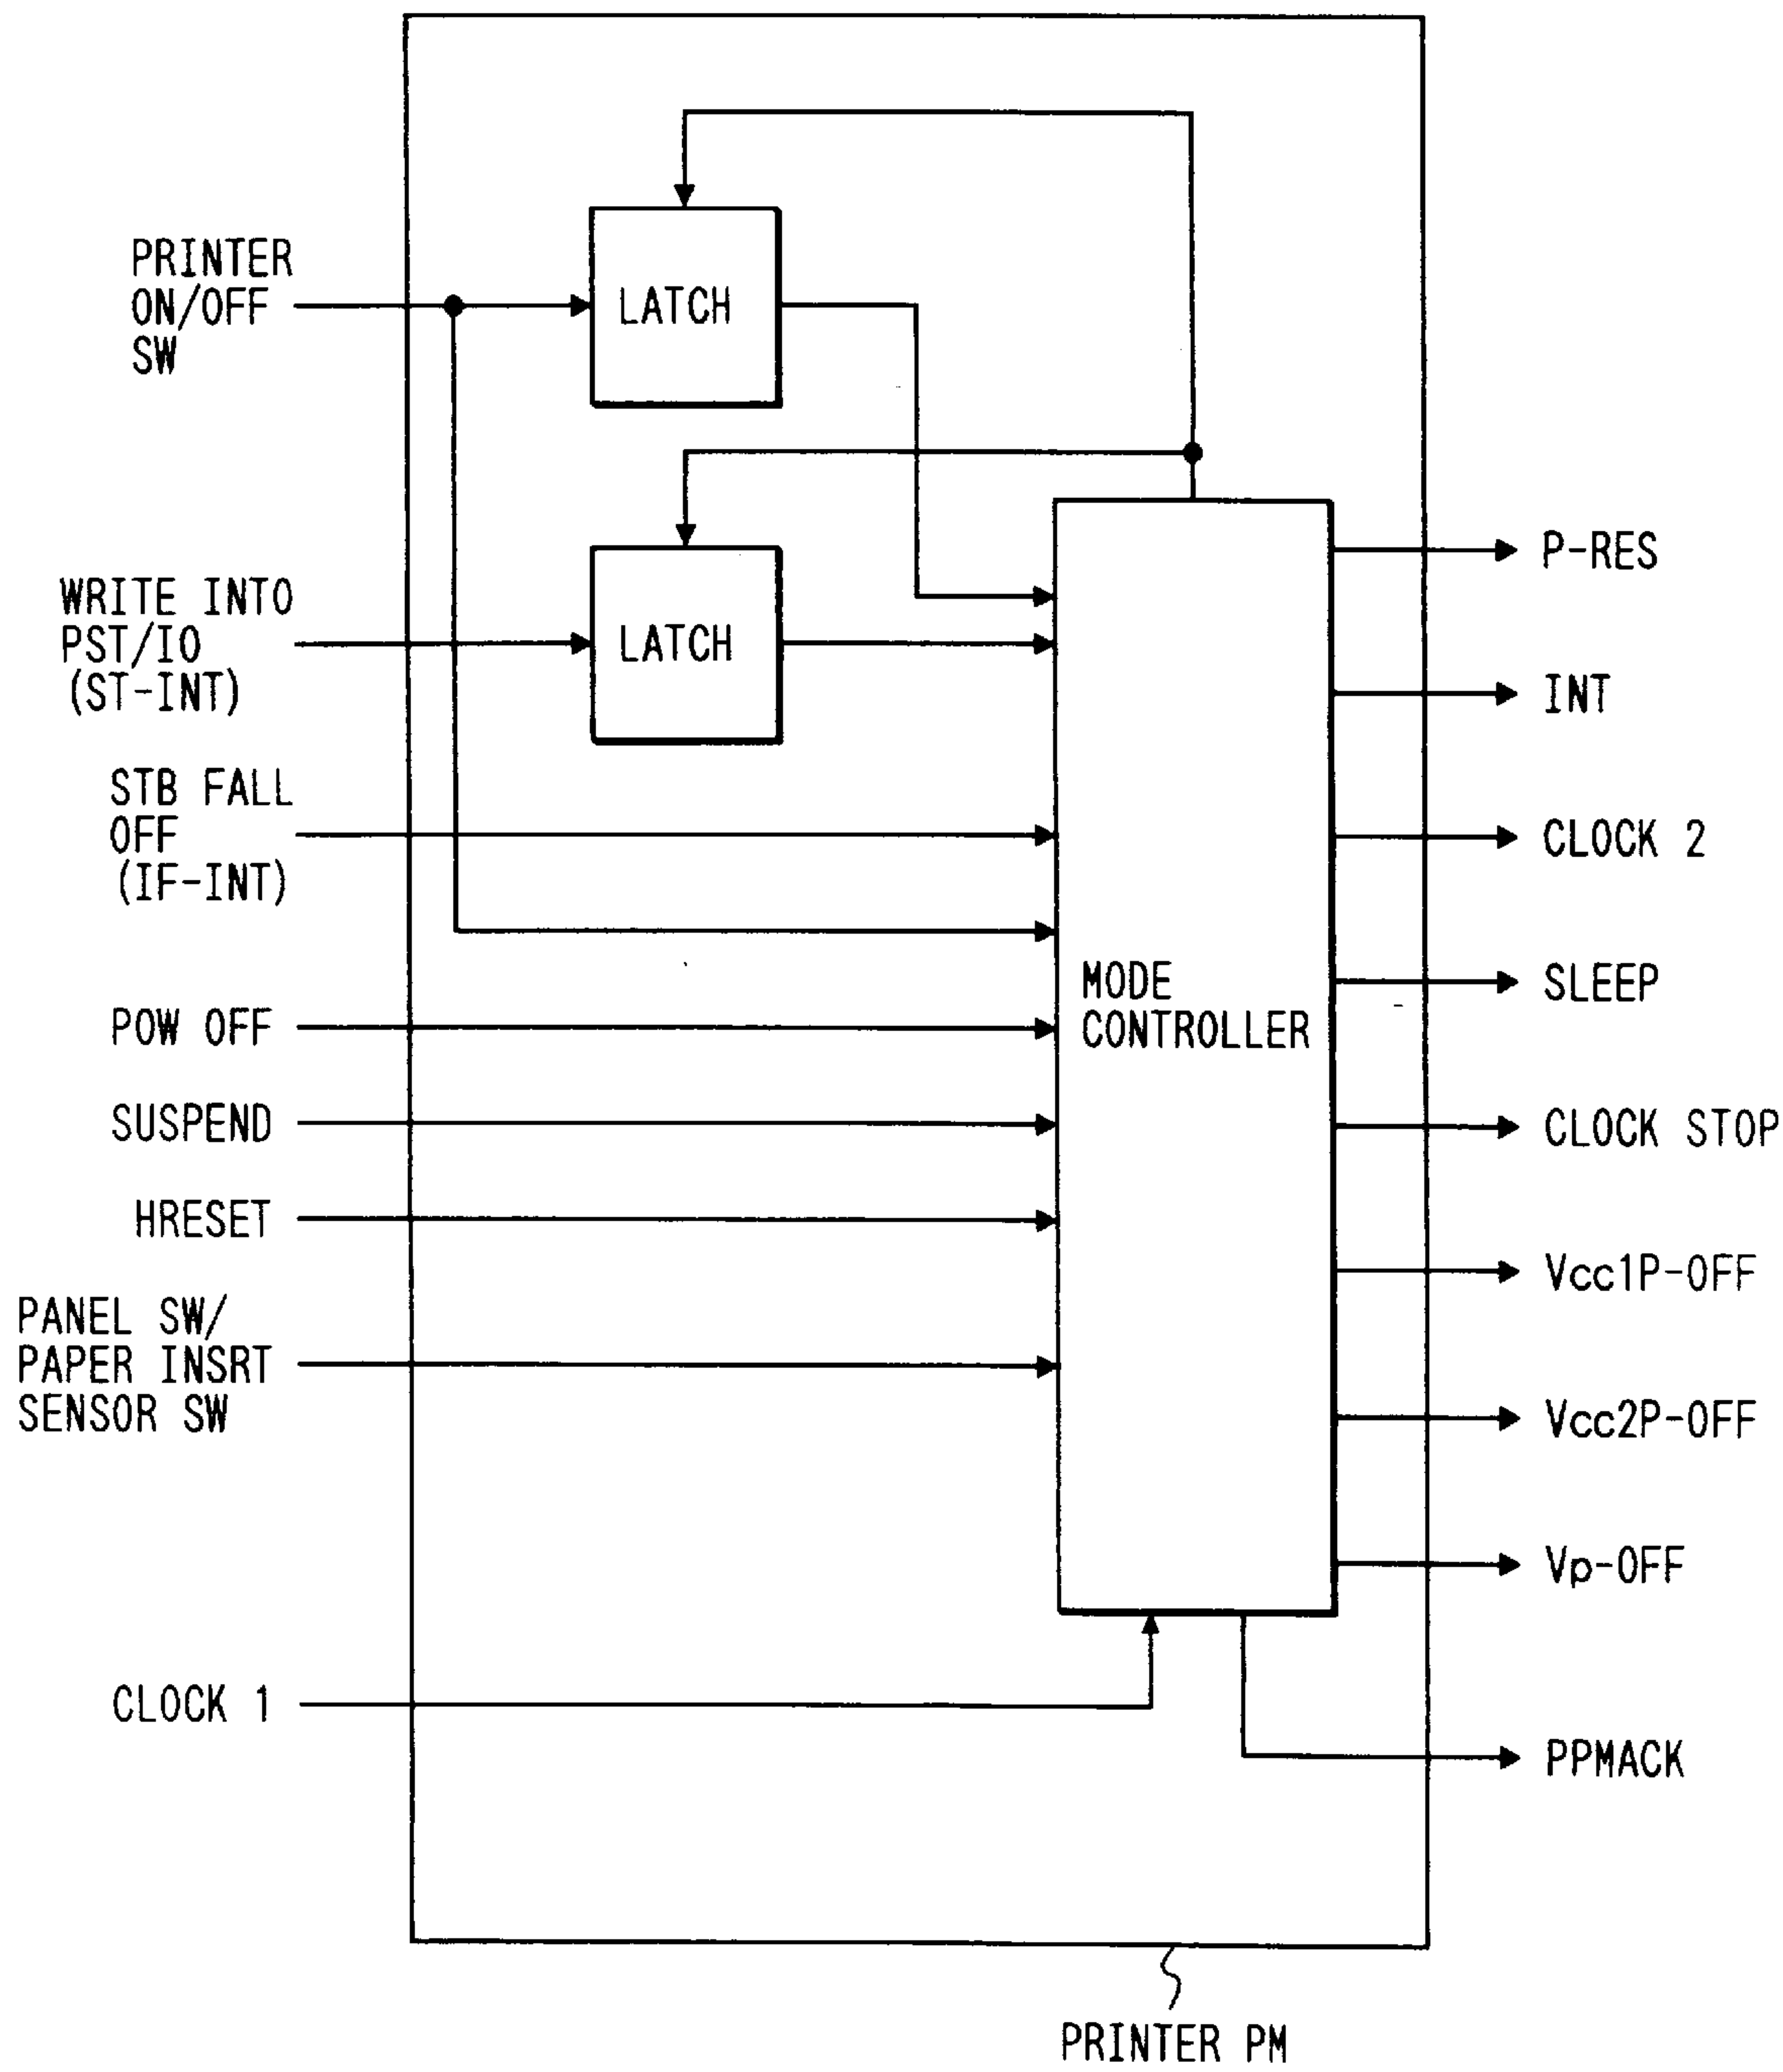 PRINTER
ON/OFF
SW
LATCH
WRITE INTO
PST/IO
(ST-INT)
LATCH
STB FALL
OFF
(IF-INT)
POW OFF
SUSPEND
HRESET
PANEL SW/
PAPER INSRT
SENSOR SW
CLOCK 1
MODE
CONTROLLER
P-RES
INT
CLOCK 2
SLEEP
CLOCK STOP
Vcc1P-OFF
Vcc2P-OFF
Vp-OFF
PPMACK
PRINTER PM